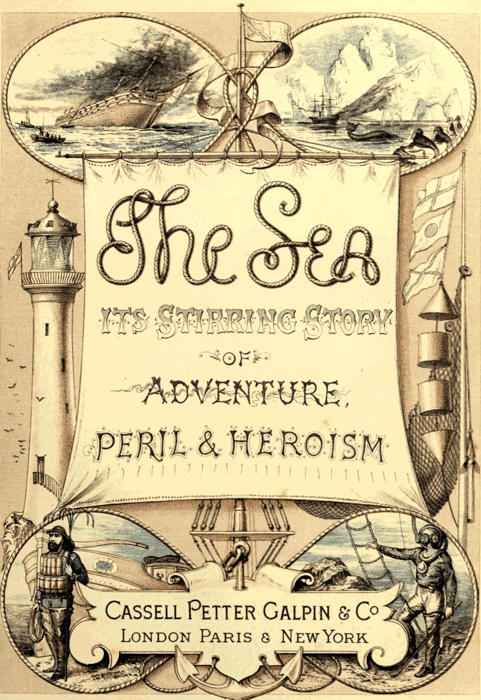 The Sea
ITS STIRRING STORY
OF
ADVENTURE,
PERIL & HEROISM
CASSELL PETTER GALPIN & Co
LONDON PARIS & NEW YORK